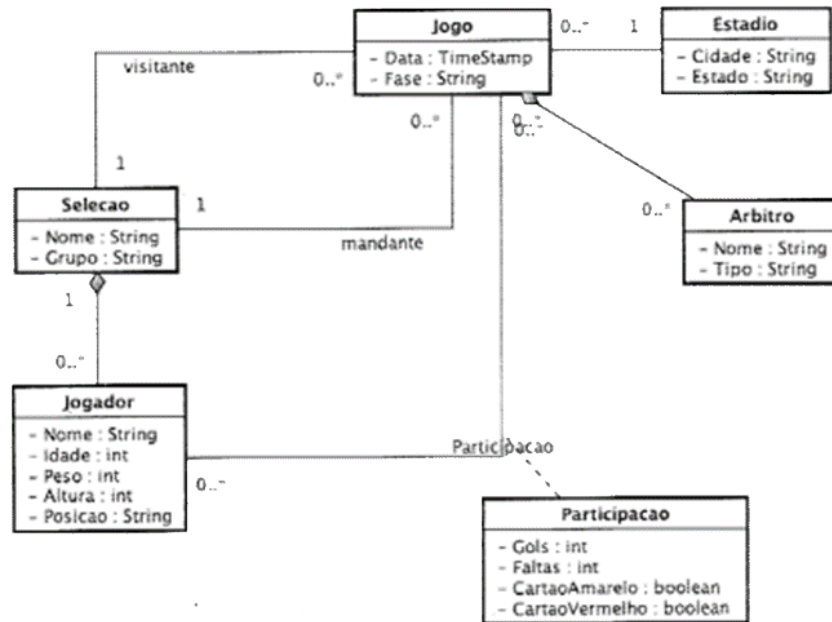 Jogo
- Data : TimeStamp
- Fase : String
0..*
1
Estadio
- Cidade : String
- Estado : String
visitante
0..*
0..*
0..*
0..*
1
Selecao
- Nome : String
- Grupo : String
1
mandante
0..*
Arbitro
- Nome : String
- Tipo : String
1
0..*
Jogador
- Nome : String
- Idade : int
- Peso : int
- Altura : int
- Posicao : String
0..*
Participacao
Participacao
- Gols : int
- Faltas : int
- CartaoAmarelo : boolean
- CartaoVermelho : boolean